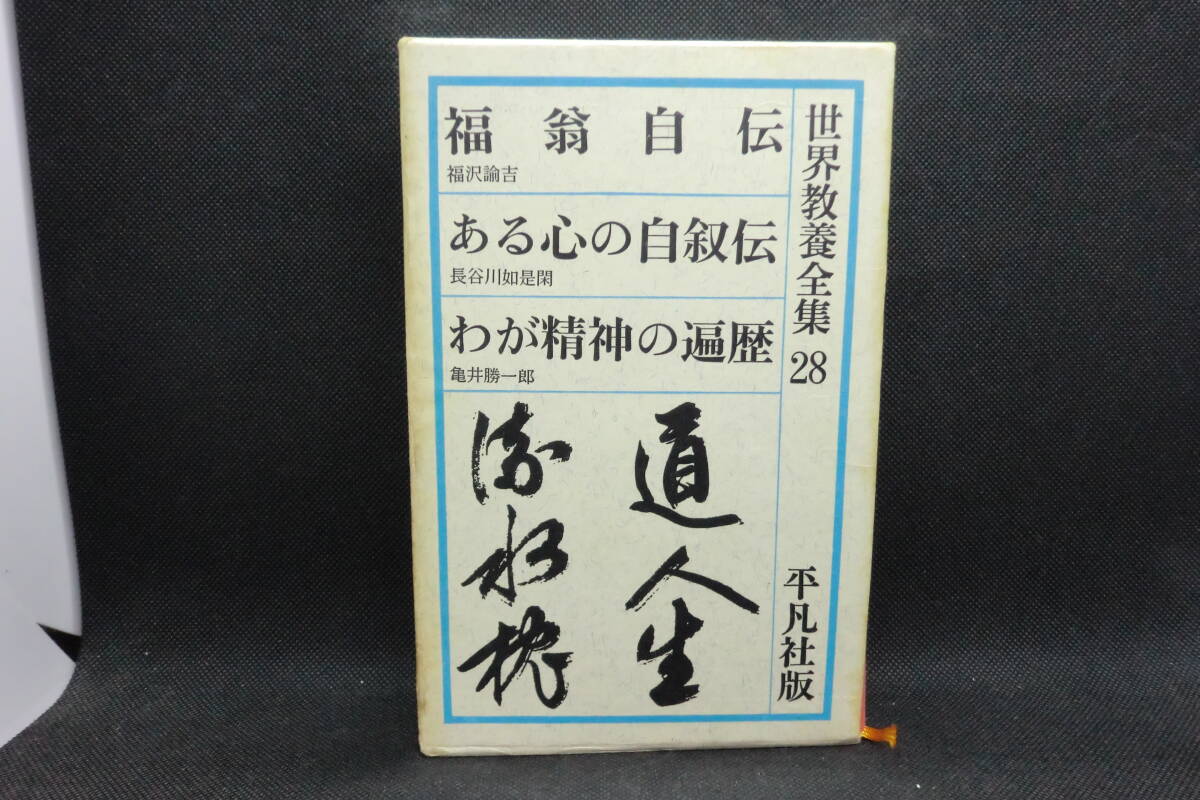 世界教養全集 28
平凡社版
福翁自伝
福沢諭吉
ある心の自叙伝
長谷川如是閑
わが精神の遍歴
亀井勝一郎
道人生